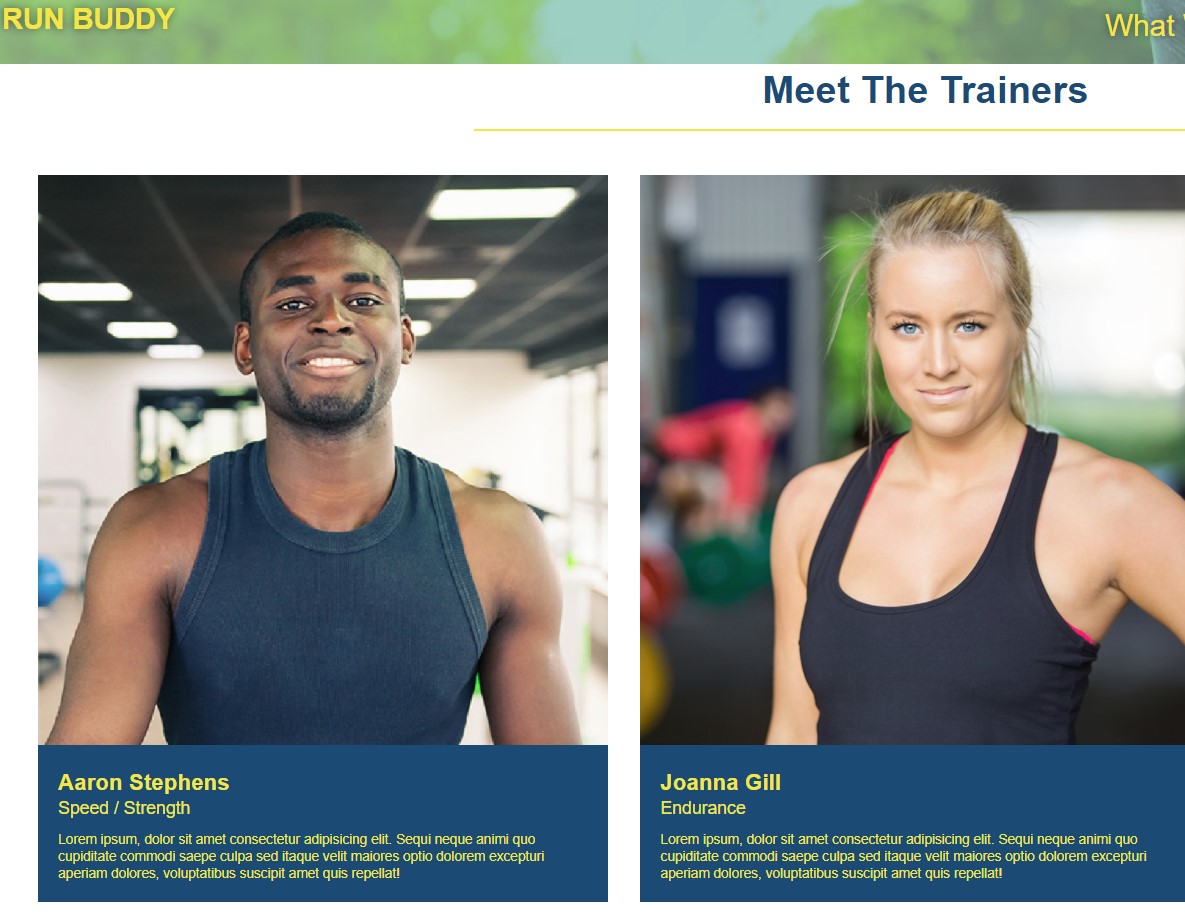 RUN BUDDY
What
Meet The Trainers
Aaron Stephens
Speed / Strength
Lorem ipsum, dolor sit amet consectetur adipisicing elit. Sequi neque animi quo
cupiditate commodi saepe culpa sed itaque velit maiores optio dolorem excepturi
aperiam dolores, voluptatibus suscipit amet quis repellat!
Joanna Gill
Endurance
Lorem ipsum, dolor sit amet consectetur adipisicing elit. Sequi neque animi quo
cupiditate commodi saepe culpa sed itaque velit maiores optio dolorem excepturi
aperiam dolores, voluptatibus suscipit amet quis repellat!